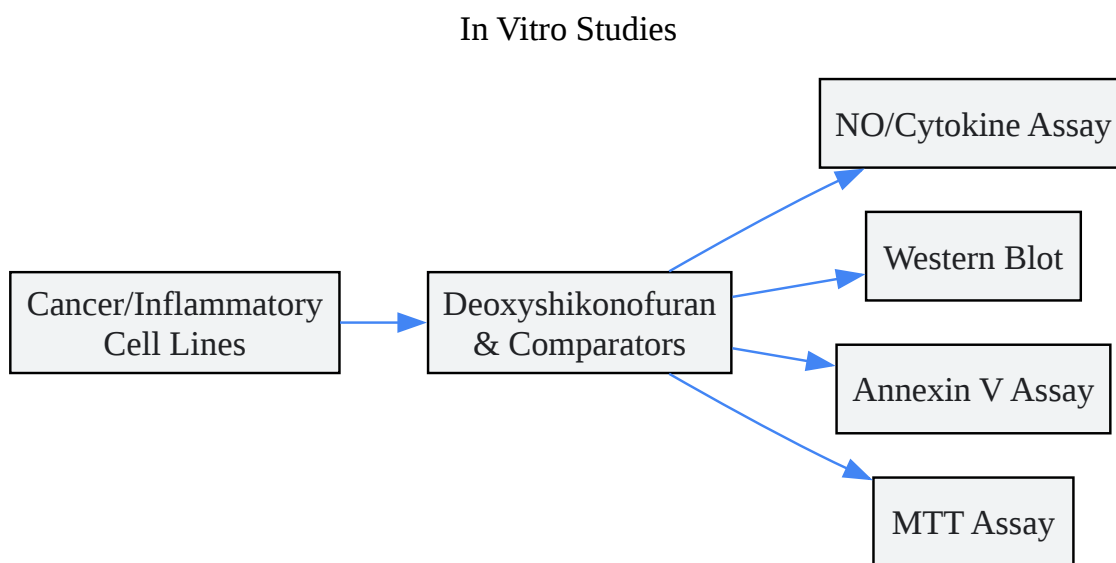 In Vitro Studies
NO/Cytokine Assay
Western Blot
Cancer/Inflammatory
Cell Lines
Deoxyshikonofuran
& Comparators
Annexin V Assay
MTT Assay